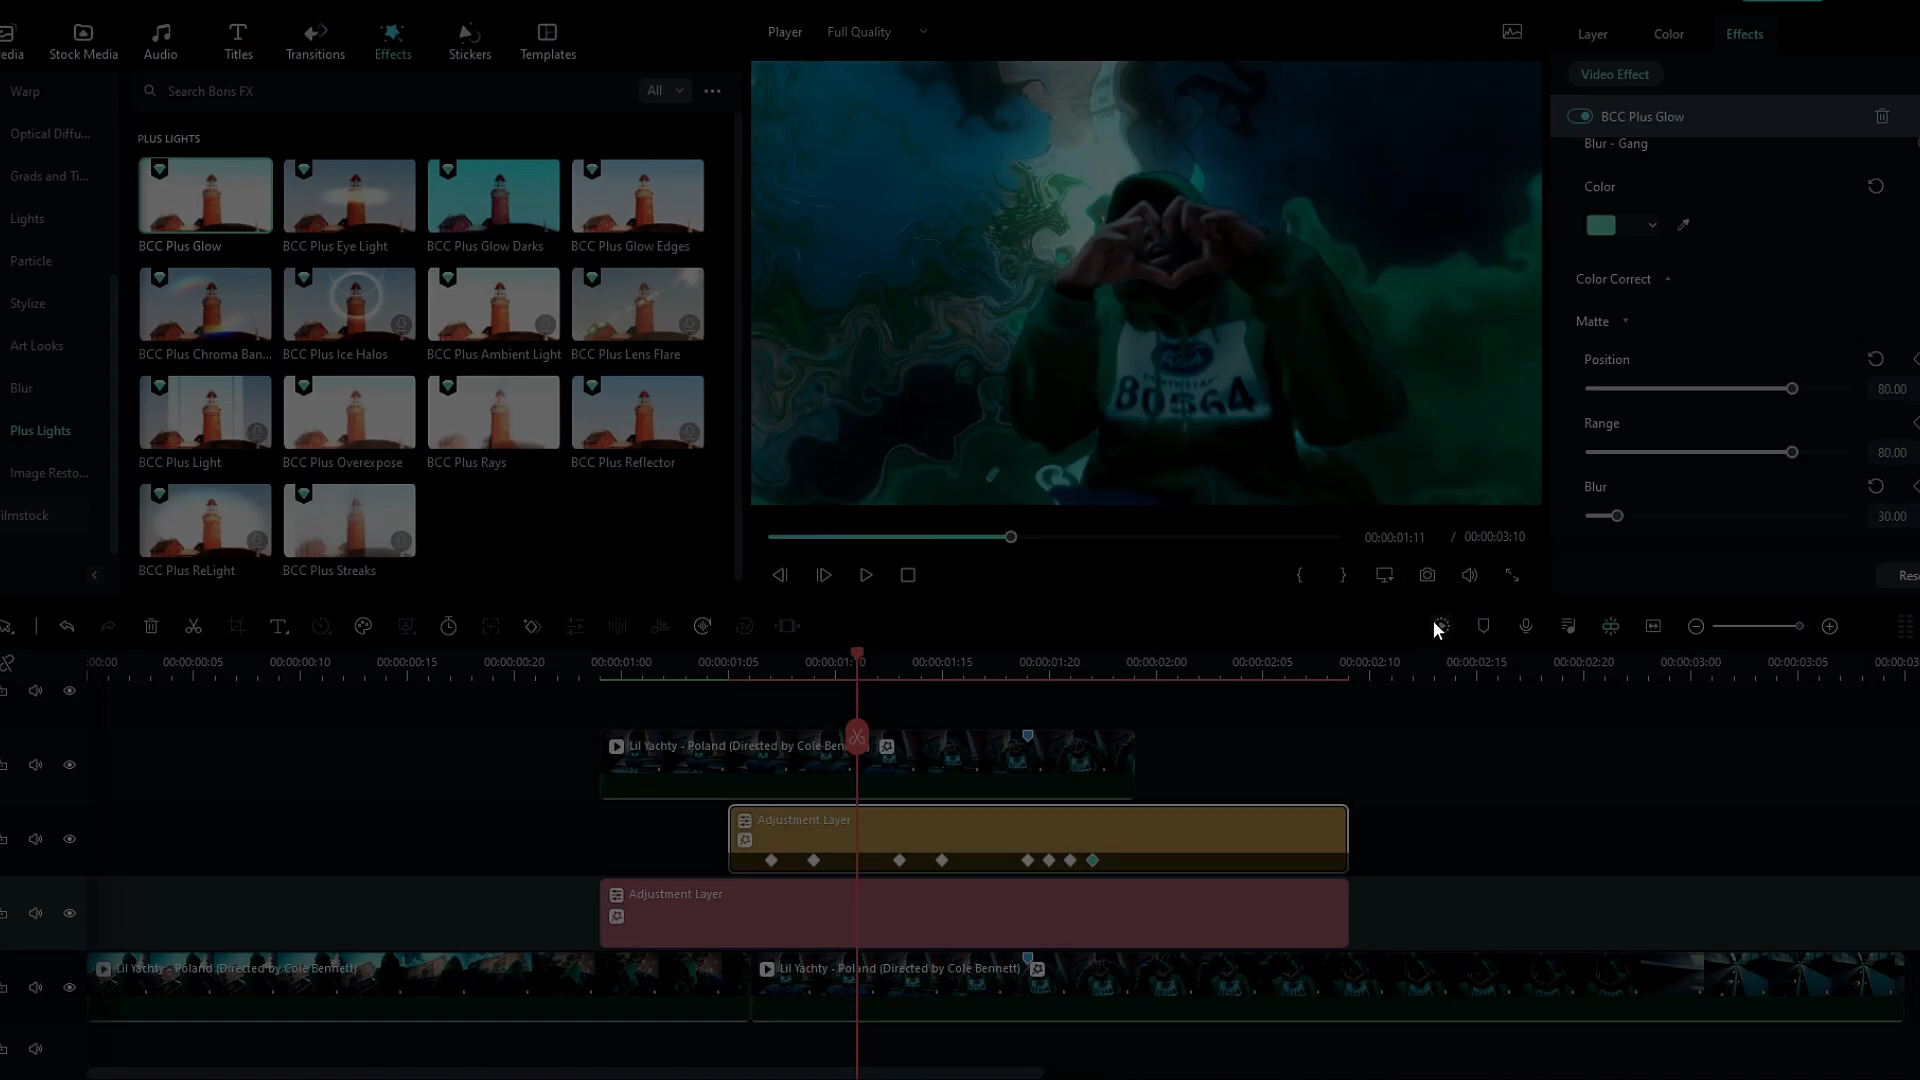 edia
Stock Media
Audio
Titles
Transitions
Effects
Stickers
Templates
Player
Full Quality
Layer
Color
Effects
Warp
Optical Diffu...
Grads and Ti...
Lights
Particle
Stylize
Art Looks
Blur
Plus Lights
Image Resto...
ilmstock
Search Boris FX
All
PLUS LIGHTS
BCC Plus Glow
BCC Plus Eye Light
BCC Plus Glow Darks
BCC Plus Glow Edges
BCC Plus Chroma Ban...
BCC Plus Ice Halos
BCC Plus Ambient Light
BCC Plus Lens Flare
BCC Plus Light
BCC Plus Overexpose
BCC Plus Rays
BCC Plus Reflector
BCC Plus ReLight
BCC Plus Streaks
80564
00:00:01:11 / 00:00:03:10
Video Effect
BCC Plus Glow
Blur - Gang
Color
Color Correct
Matte
Position
80.00
Range
80.00
Blur
30.00
Rese
:00:00
00:00:00:05
00:00:00:10
00:00:00:15
00:00:00:20
00:00:01:00
00:00:01:05
00:00:01:10
00:00:01:15
00:00:01:20
00:00:02:00
00:00:02:05
00:00:02:10
00:00:02:15
00:00:02:20
00:00:03:00
00:00:03:05
00:00:03
Lil Yachty - Poland (Directed by Cole Ben
Adjustment Layer
Adjustment Layer
Lil Yachty - Poland (Directed by Cole Bennett)
Lil Yachty - Poland (Directed by Cole Bennett)